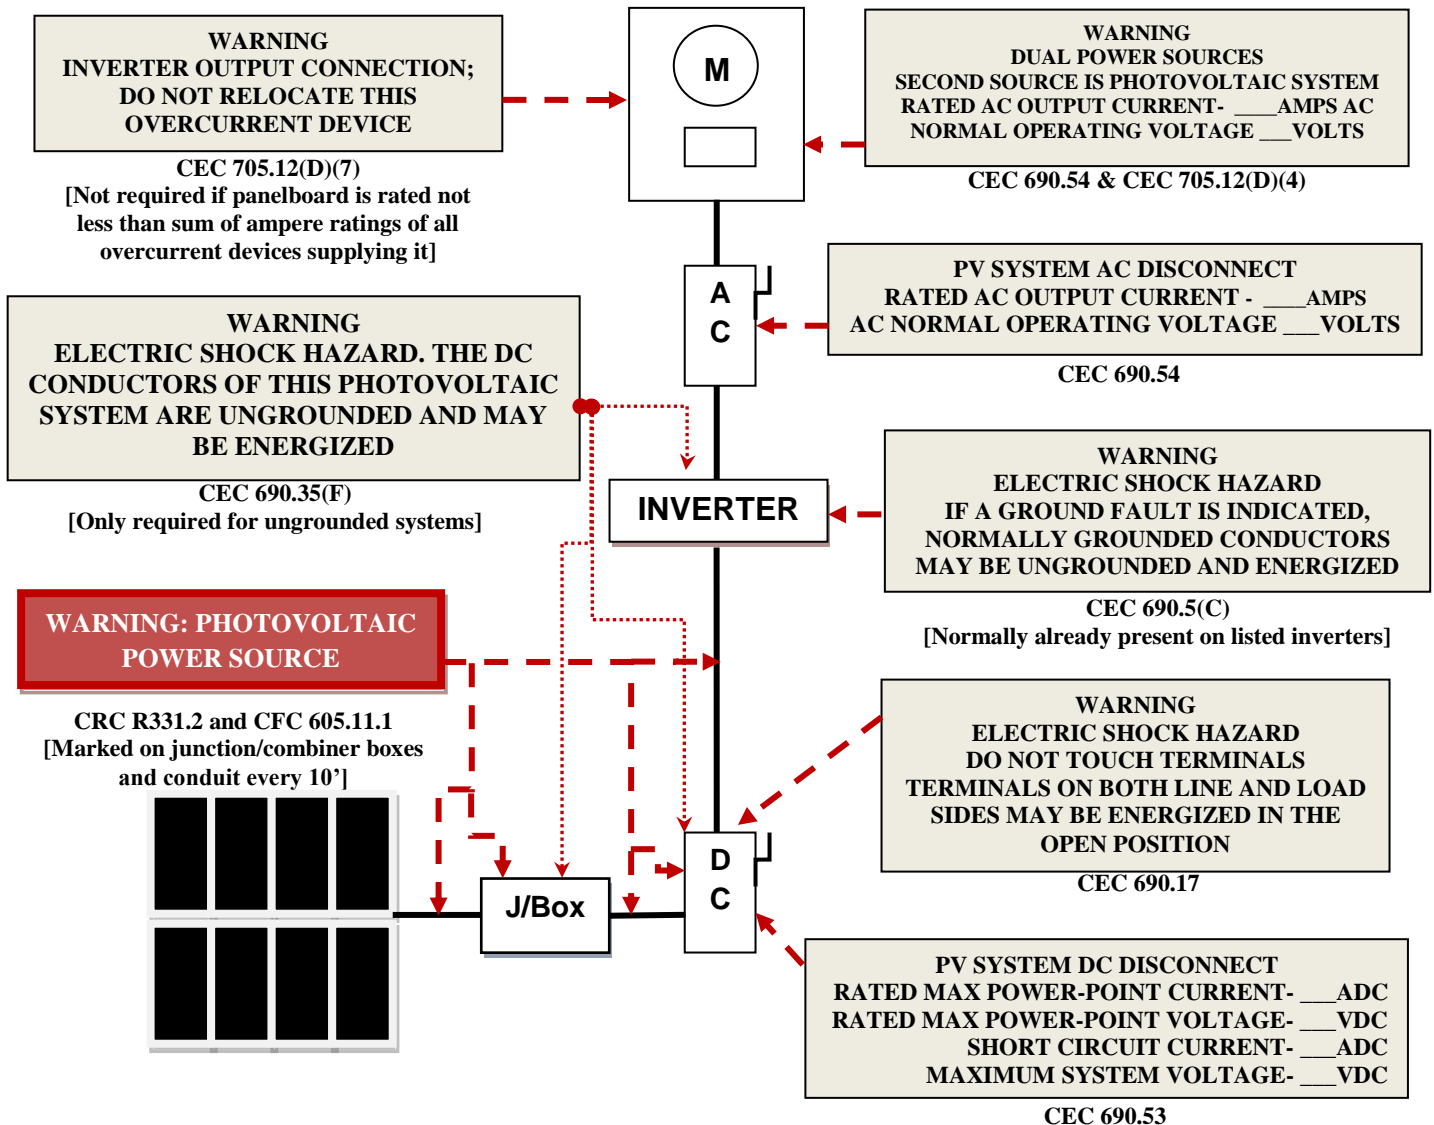 WARNING
INVERTER OUTPUT CONNECTION;
DO NOT RELOCATE THIS
OVERCURRENT DEVICE
CEC 705.12(D)(7)
[Not required if panelboard is rated not
less than sum of ampere ratings of all
overcurrent devices supplying it]
M
WARNING
DUAL POWER SOURCES
SECOND SOURCE IS PHOTOVOLTAIC SYSTEM
RATED AC OUTPUT CURRENT- ____AMPS AC
NORMAL OPERATING VOLTAGE ___VOLTS
CEC 690.54 & CEC 705.12(D)(4)
A
C
PV SYSTEM AC DISCONNECT
RATED AC OUTPUT CURRENT - ____AMPS
AC NORMAL OPERATING VOLTAGE ___VOLTS
CEC 690.54
WARNING
ELECTRIC SHOCK HAZARD. THE DC
CONDUCTORS OF THIS PHOTOVOLTAIC
SYSTEM ARE UNGROUNDED AND MAY
BE ENERGIZED
CEC 690.35(F)
[Only required for ungrounded systems]
INVERTER
WARNING
ELECTRIC SHOCK HAZARD
IF A GROUND FAULT IS INDICATED,
NORMALLY GROUNDED CONDUCTORS
MAY BE UNGROUNDED AND ENERGIZED
CEC 690.5(C)
[Normally already present on listed inverters]
WARNING: PHOTOVOLTAIC
POWER SOURCE
CRC R331.2 and CFC 605.11.1
[Marked on junction/combiner boxes
and conduit every 10’]
WARNING
ELECTRIC SHOCK HAZARD
DO NOT TOUCH TERMINALS
TERMINALS ON BOTH LINE AND LOAD
SIDES MAY BE ENERGIZED IN THE
OPEN POSITION
CEC 690.17
J/Box
D
C
PV SYSTEM DC DISCONNECT
RATED MAX POWER-POINT CURRENT- ___ADC
RATED MAX POWER-POINT VOLTAGE- ___VDC
SHORT CIRCUIT CURRENT- ___ADC
MAXIMUM SYSTEM VOLTAGE- ___VDC
CEC 690.53